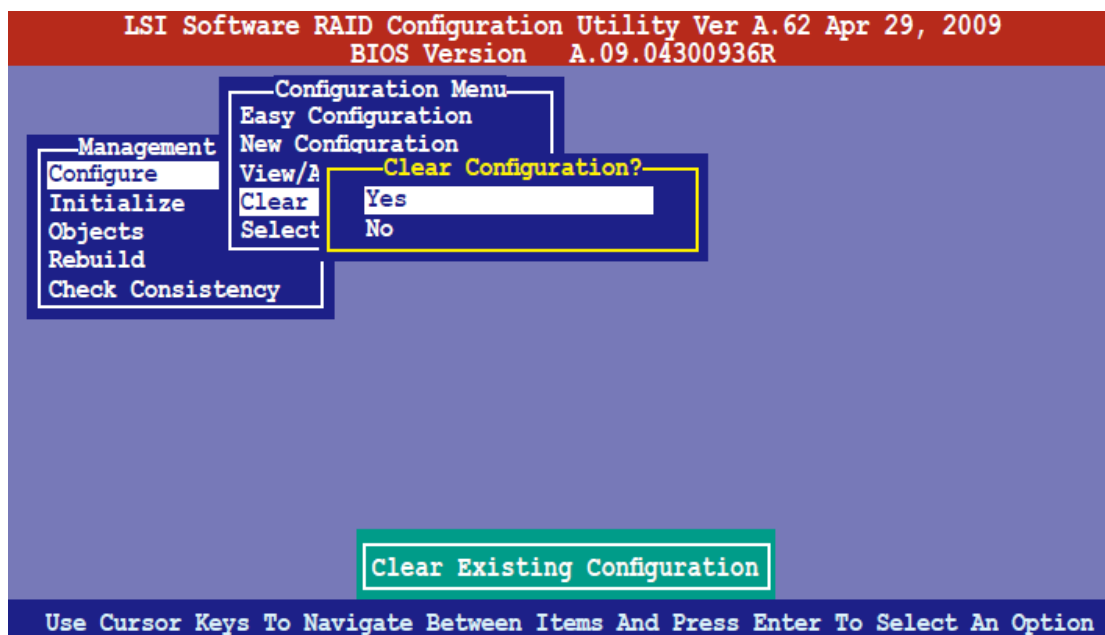 LSI Software RAID Configuration Utility Ver A.62 Apr 29, 2009
BIOS Version A.09.04300936R
Configuration Menu
Easy Configuration
New Configuration
View/A
Clear
Select
Management
Configure
Initialize
Objects
Rebuild
Check Consistency
Clear Configuration?
Yes
No
Clear Existing Configuration
Use Cursor Keys To Navigate Between Items And Press Enter To Select An Option